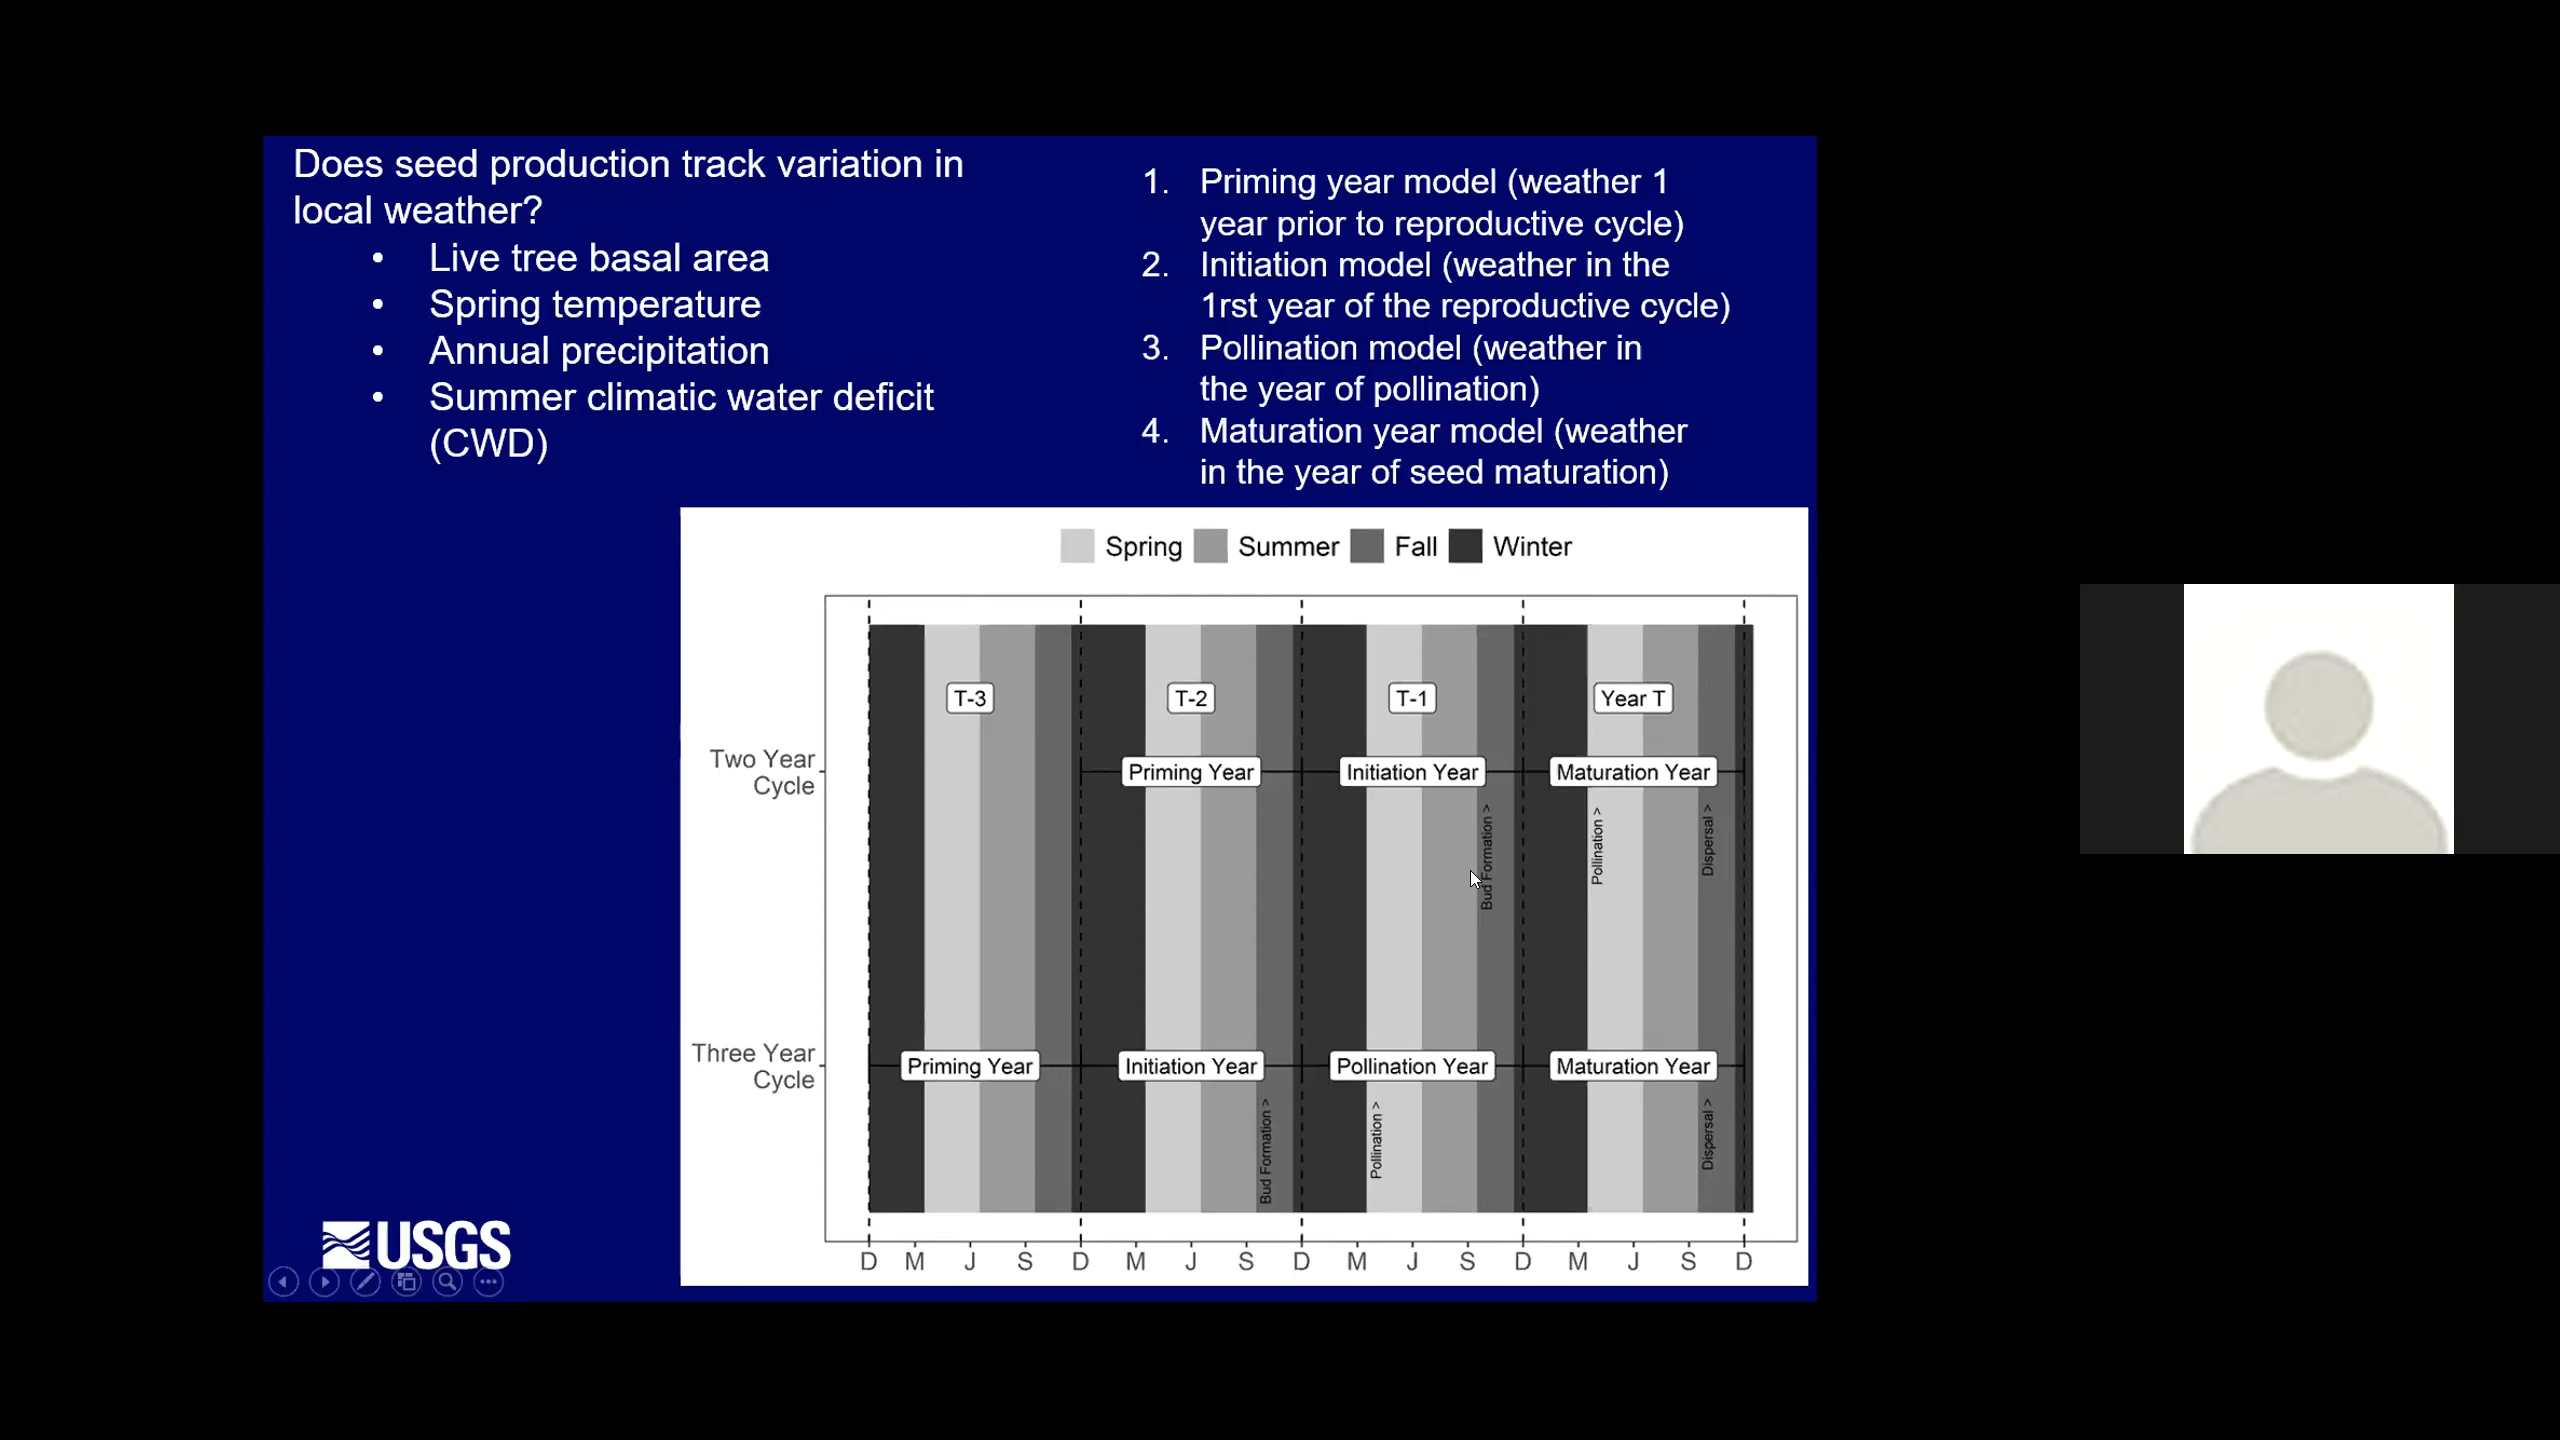 Does seed production track variation in
local weather?
• Live tree basal area
• Spring temperature
• Annual precipitation
• Summer climatic water deficit
(CWD)
1. Priming year model (weather 1
year prior to reproductive cycle)
2. Initiation model (weather in the
1rst year of the reproductive cycle)
3. Pollination model (weather in
the year of pollination)
4. Maturation year model (weather
in the year of seed maturation)
Spring Summer Fall Winter
T-3 T-2 T-1 Year T
Two Year
Cycle
Priming Year Initiation Year Maturation Year
Bud Formation >
Pollination >
Dispersal >
Three Year
Cycle
Priming Year Initiation Year Pollination Year Maturation Year
Bud Formation >
Pollination >
Dispersal >
D M J S D M J S D M J S D M J S D
USGS